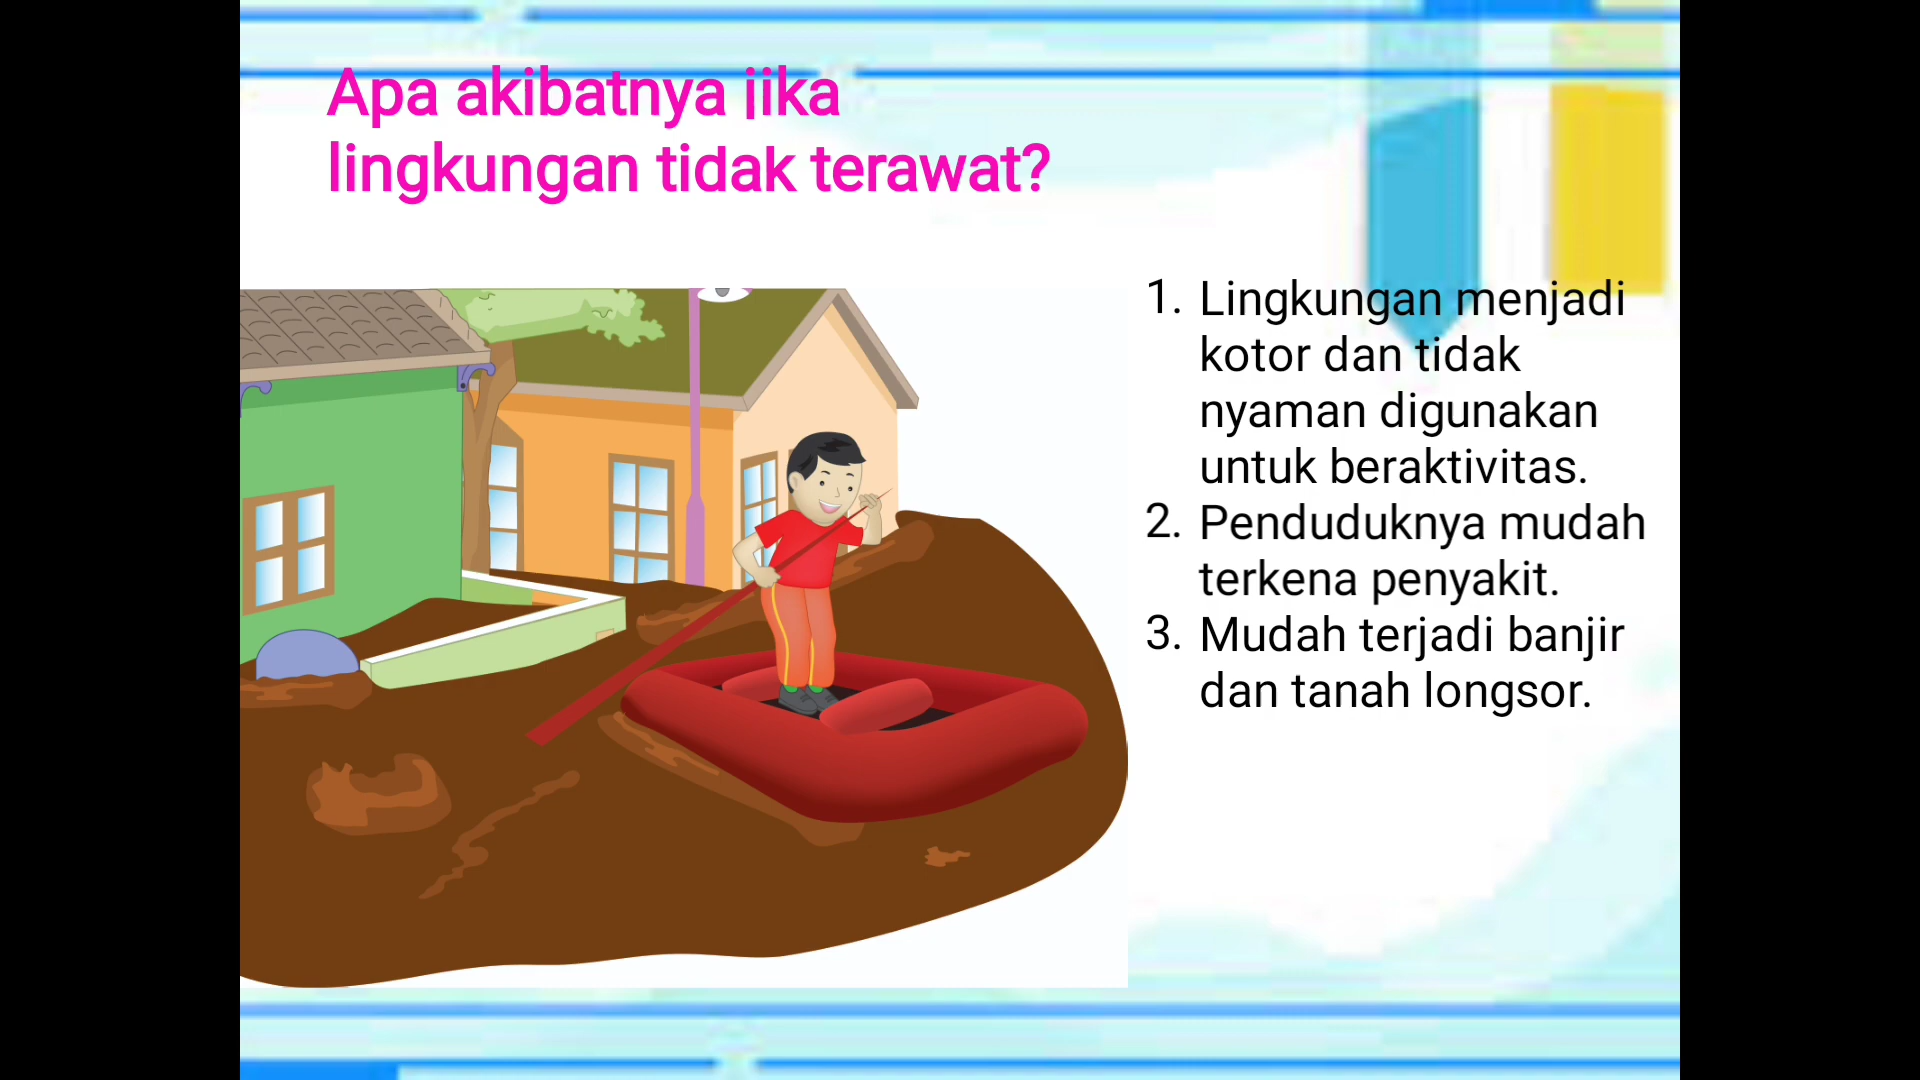 Apa akibatnya jika
lingkungan tidak terawat?
1. Lingkungan menjadi
kotor dan tidak
nyaman digunakan
untuk beraktivitas.
2. Penduduknya mudah
terkena penyakit.
3. Mudah terjadi banjir
dan tanah longsor.